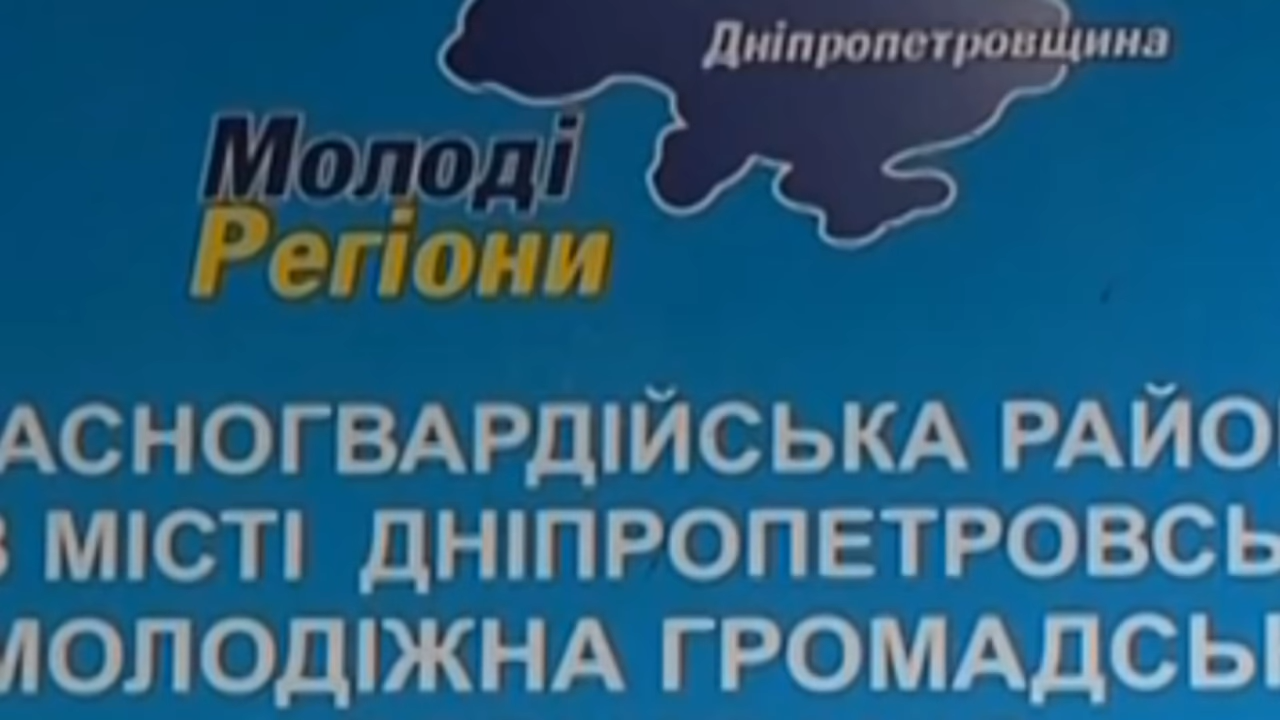 Дніпропетровщина
Молоді
Регіони
АСНОГВАРДІЙСЬКА РАЙО
В МІСТІ ДНІПРОПЕТРОВСЬ
МОЛОДІЖНА ГРОМАДСЬ